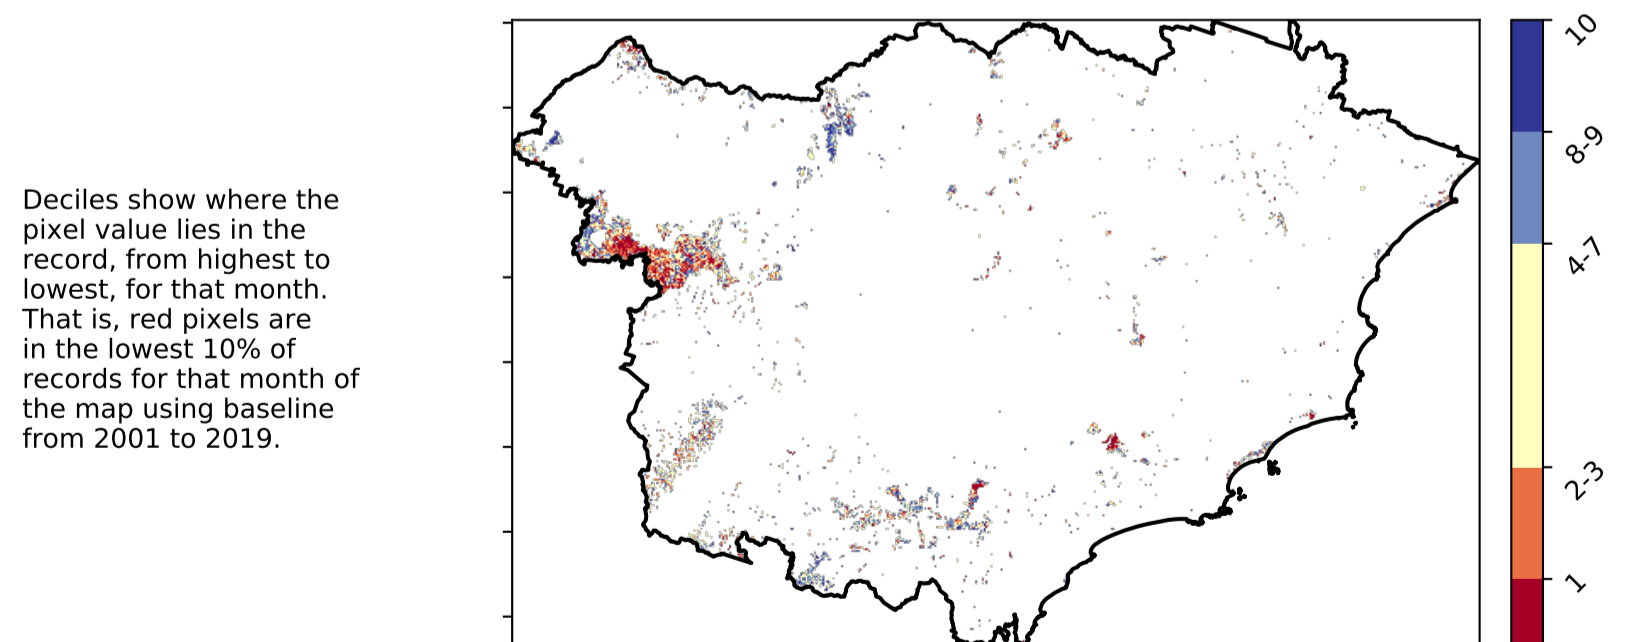 Deciles show where the
pixel value lies in the
record, from highest to
lowest, for that month.
That is, red pixels are
in the lowest 10% of
records for that month of
the map using baseline
from 2001 to 2019.
10
8-9
4-7
2-3
1